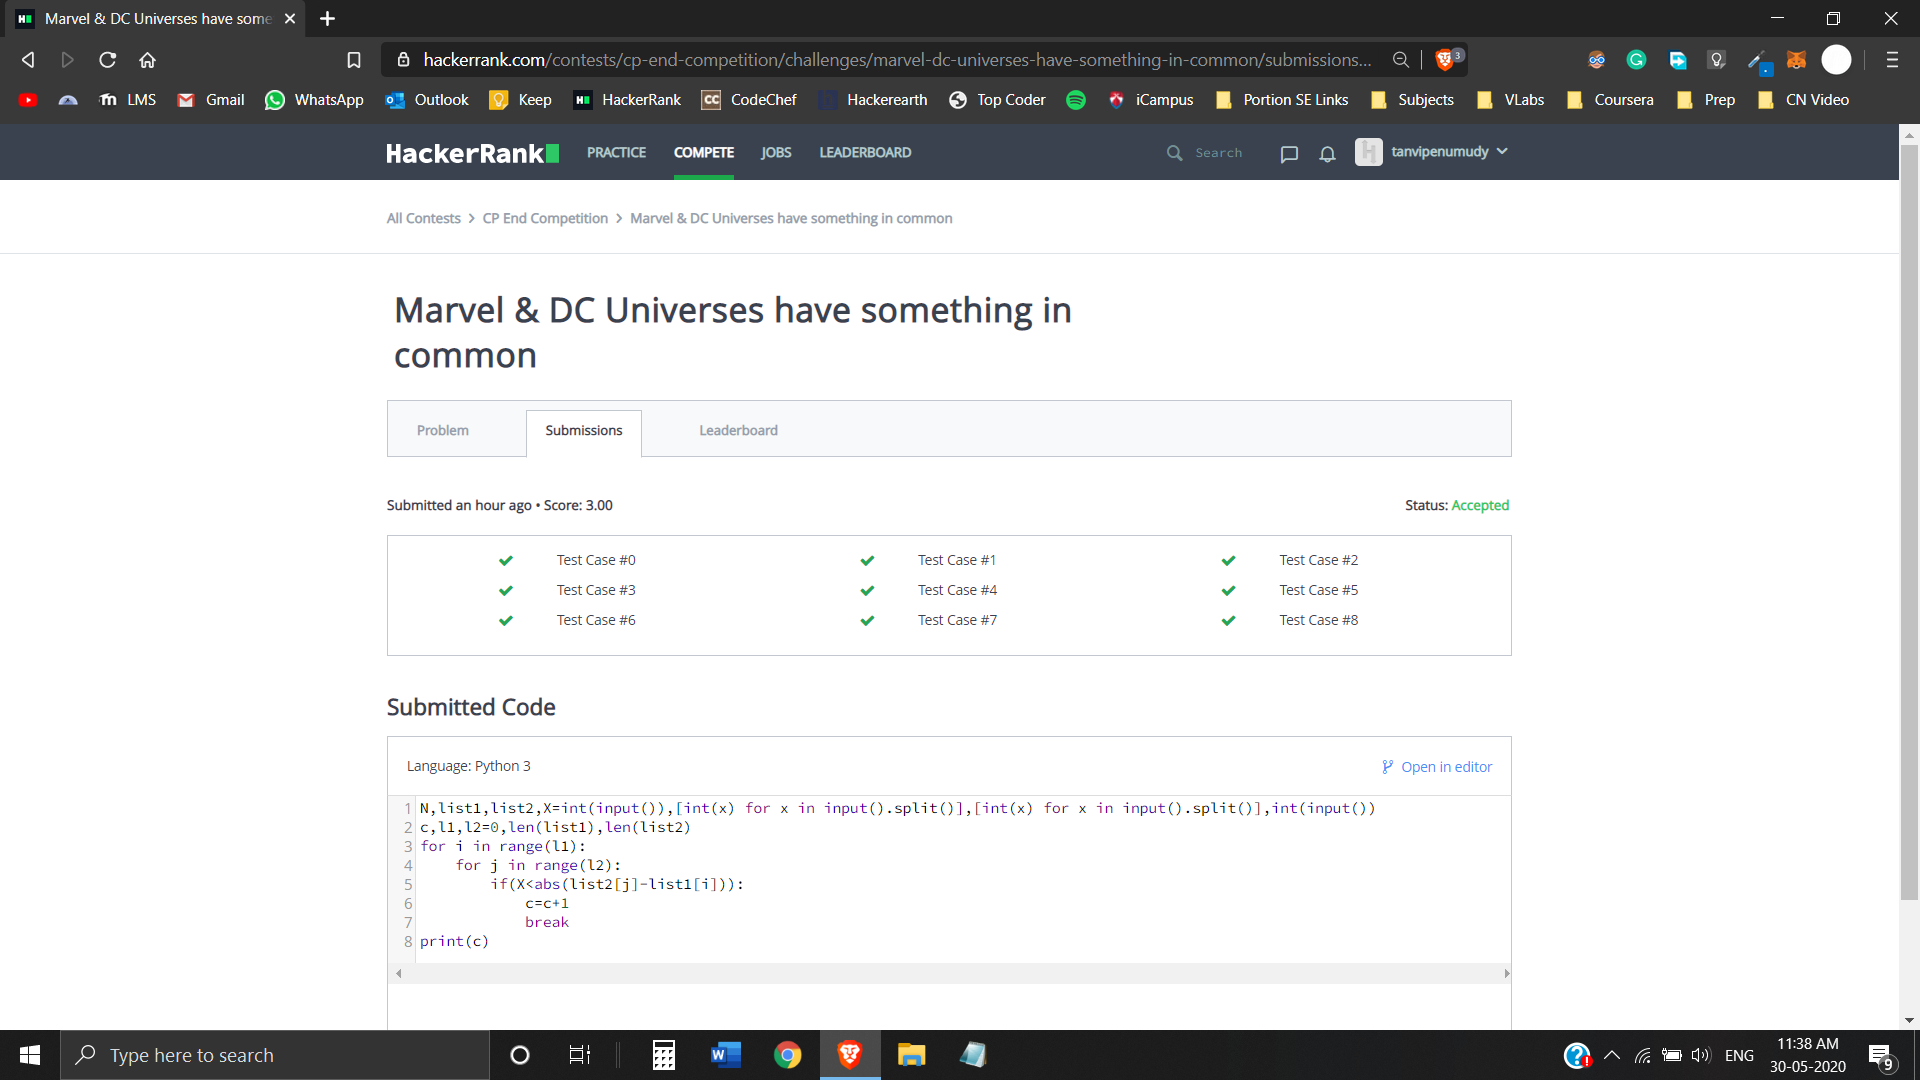 Marvel & DC Universes have some
hackerrank.com/contests/cp-end-competition/challenges/marvel-dc-universes-have-something-in-common/submissions... 3
LMS Gmail WhatsApp Outlook Keep HackerRank CodeChef Hackerearth Top Coder iCampus Portion SE Links Subjects VLabs Coursera Prep CN Video
HackerRank PRACTICE COMPETE JOBS LEADERBOARD Search tanvipenumudy
All Contests > CP End Competition > Marvel & DC Universes have something in common
Marvel & DC Universes have something in
common
Problem Submissions Leaderboard
Submitted an hour ago • Score: 3.00 Status: Accepted
Test Case #0 Test Case #1 Test Case #2
Test Case #3 Test Case #4 Test Case #5
Test Case #6 Test Case #7 Test Case #8
Submitted Code
Language: Python 3 Open in editor
1 N,list1,list2,X=int(input()),[int(x) for x in input().split()],[int(x) for x in input().split()],int(input())
2 c,l1,l2=0,len(list1),len(list2)
3 for i in range(l1):
4     for j in range(l2):
5         if(X<abs(list2[j]-list1[i])):
6             c=c+1
7             break
8 print(c)
Type here to search ENG 11:38 AM
30-05-2020 9